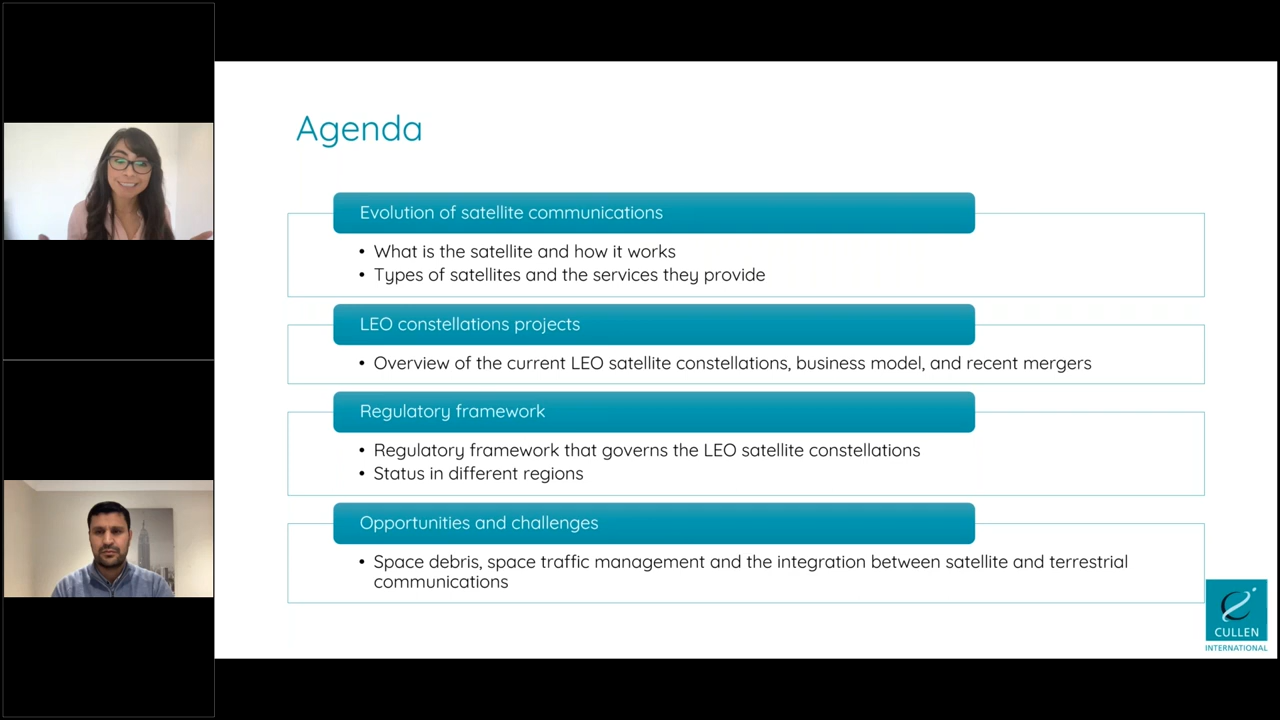 Agenda
Evolution of satellite communications
• What is the satellite and how it works
• Types of satellites and the services they provide
LEO constellations projects
• Overview of the current LEO satellite constellations, business model, and recent mergers
Regulatory framework
• Regulatory framework that governs the LEO satellite constellations
• Status in different regions
Opportunities and challenges
• Space debris, space traffic management and the integration between satellite and terrestrial
communications
CULLEN
INTERNATIONAL